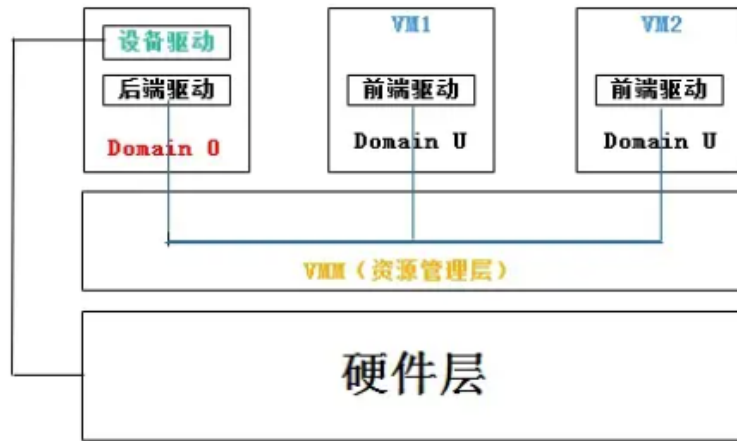 设备驱动
后端驱动
Domain 0
VM1
前端驱动
Domain U
VM2
前端驱动
Domain U
VMM（资源管理层）
硬件层